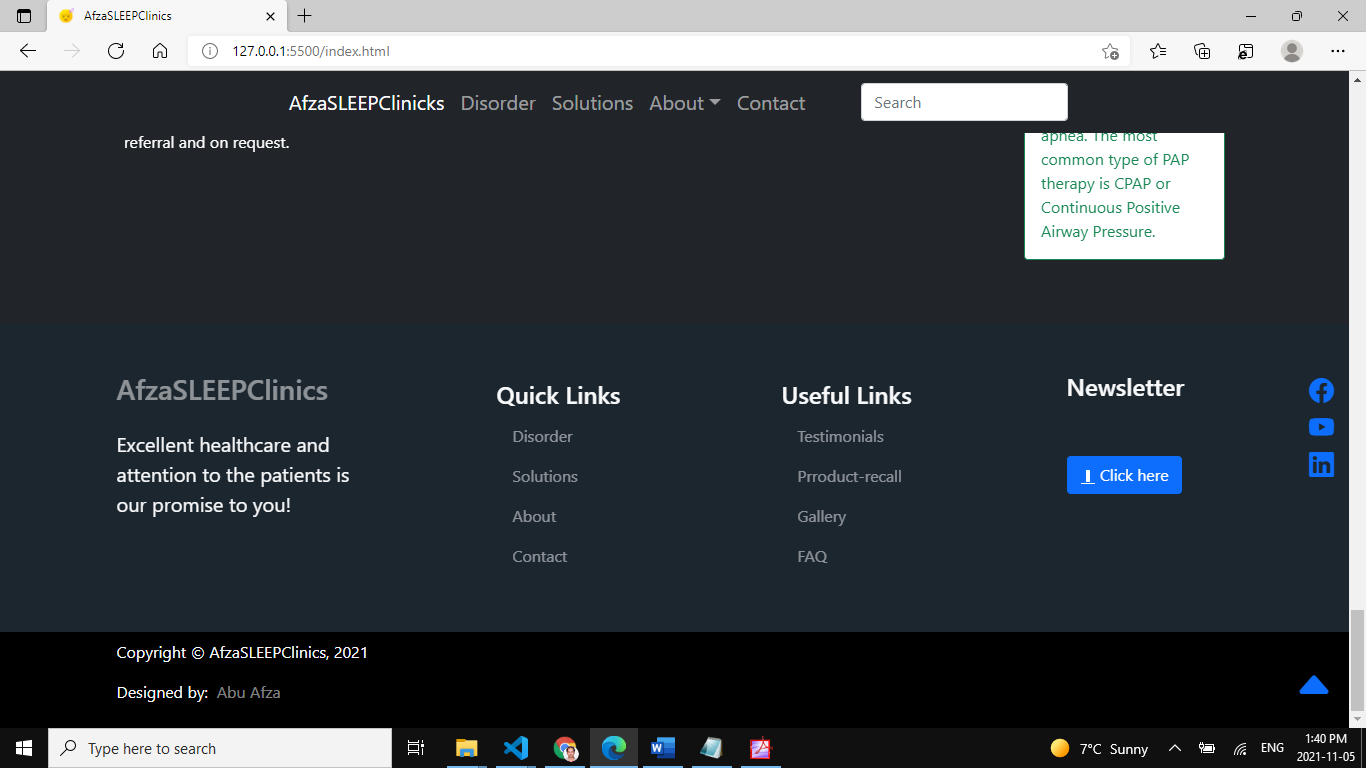 AfzaSLEEPClinics
127.0.0.1:5500/index.html
AfzaSLEEPClinicks Disorder Solutions About Contact Search
referral and on request.
apnea. The most
common type of PAP
therapy is CPAP or
Continuous Positive
Airway Pressure.
AfzaSLEEPClinics
Excellent healthcare and
attention to the patients is
our promise to you!
Quick Links
Disorder
Solutions
About
Contact
Useful Links
Testimonials
Prroduct-recall
Gallery
FAQ
Newsletter
Click here
Copyright © AfzaSLEEPClinics, 2021
Designed by: Abu Afza
Type here to search
7°C Sunny
ENG
1:40 PM
2021-11-05